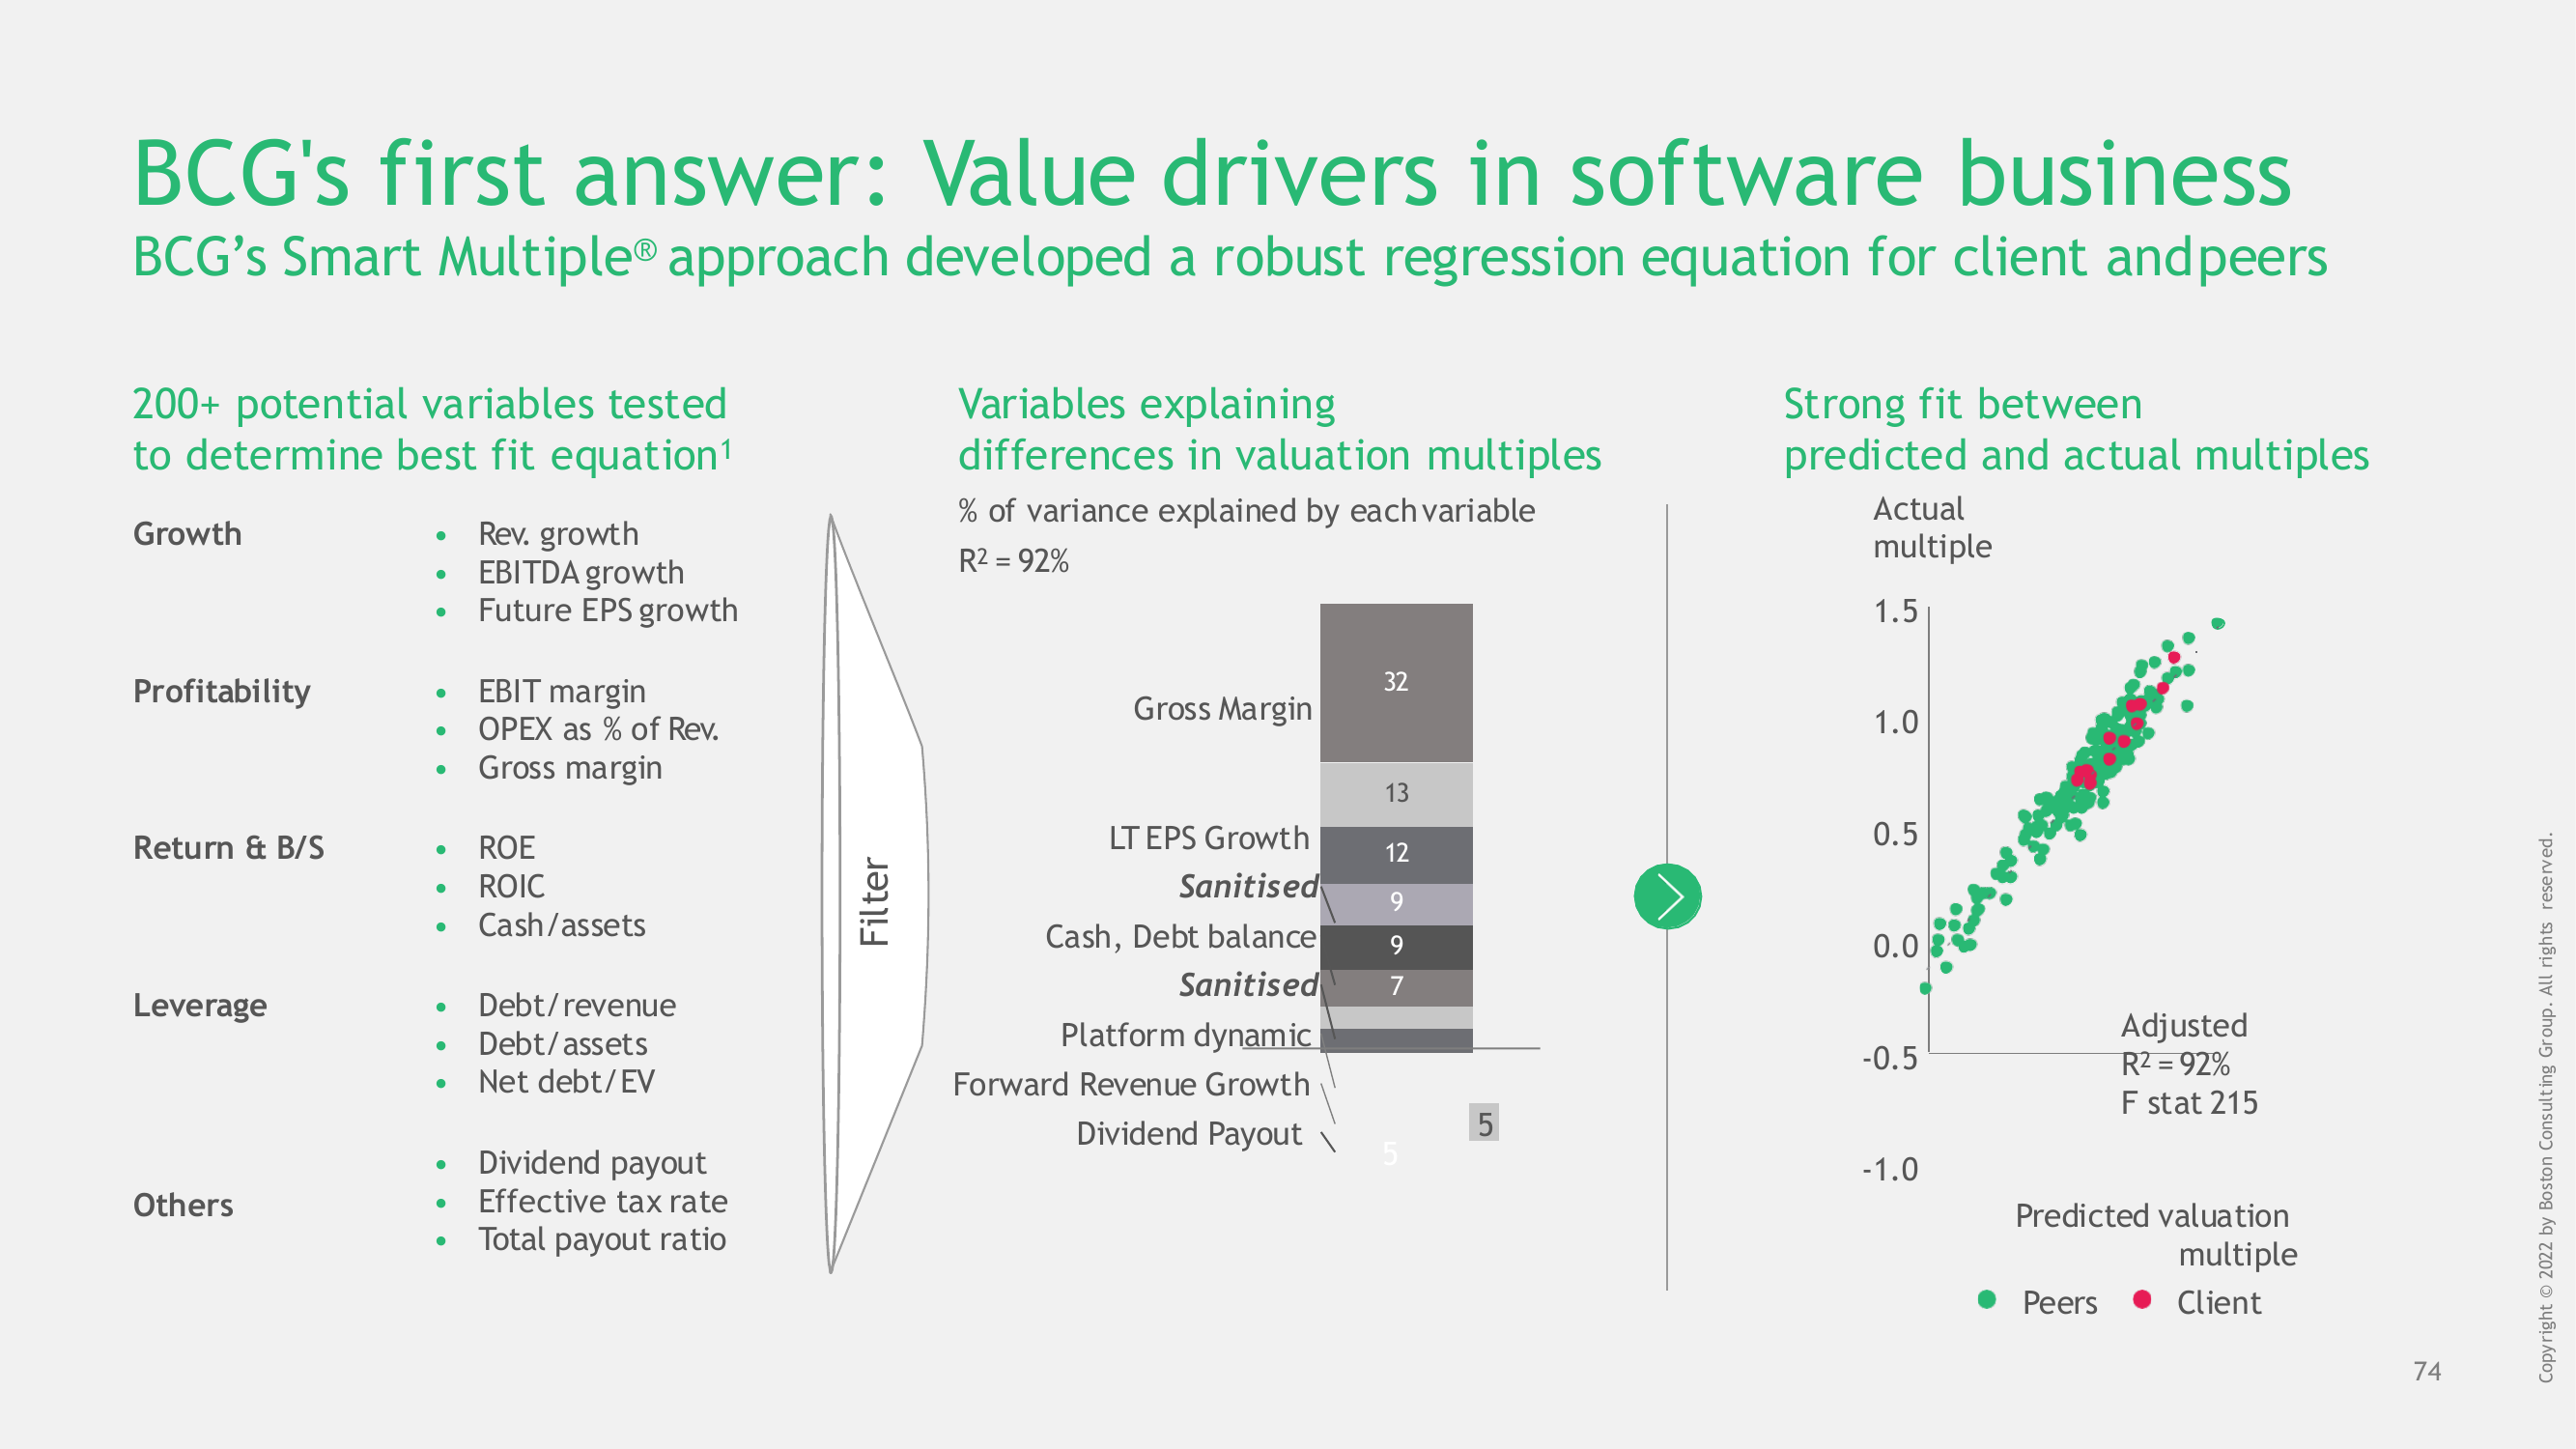 BCG's first answer: Value drivers in software business
BCG’s Smart Multiple® approach developed a robust regression equation for client andpeers
200+ potential variables tested
to determine best fit equation¹
Growth
• Rev. growth
• EBITDA growth
• Future EPS growth
Profitability
• EBIT margin
• OPEX as % of Rev.
• Gross margin
Return & B/S
• ROE
• ROIC
• Cash/assets
Leverage
• Debt/revenue
• Debt/assets
• Net debt/EV
Others
• Dividend payout
• Effective tax rate
• Total payout ratio
Filter
Variables explaining
differences in valuation multiples
% of variance explained by each variable
R² = 92%
Gross Margin
LT EPS Growth
Sanitised
Cash, Debt balance
Sanitised
Platform dynamic
Forward Revenue Growth
Dividend Payout
32
13
12
9
9
7
5
5
Strong fit between
predicted and actual multiples
Actual
multiple
1.5
1.0
0.5
0.0
-0.5
-1.0
Adjusted
R² = 92%
F stat 215
Predicted valuation
multiple
Peers
Client
74
Copyright © 2022 by Boston Consulting Group. All rights reserved.